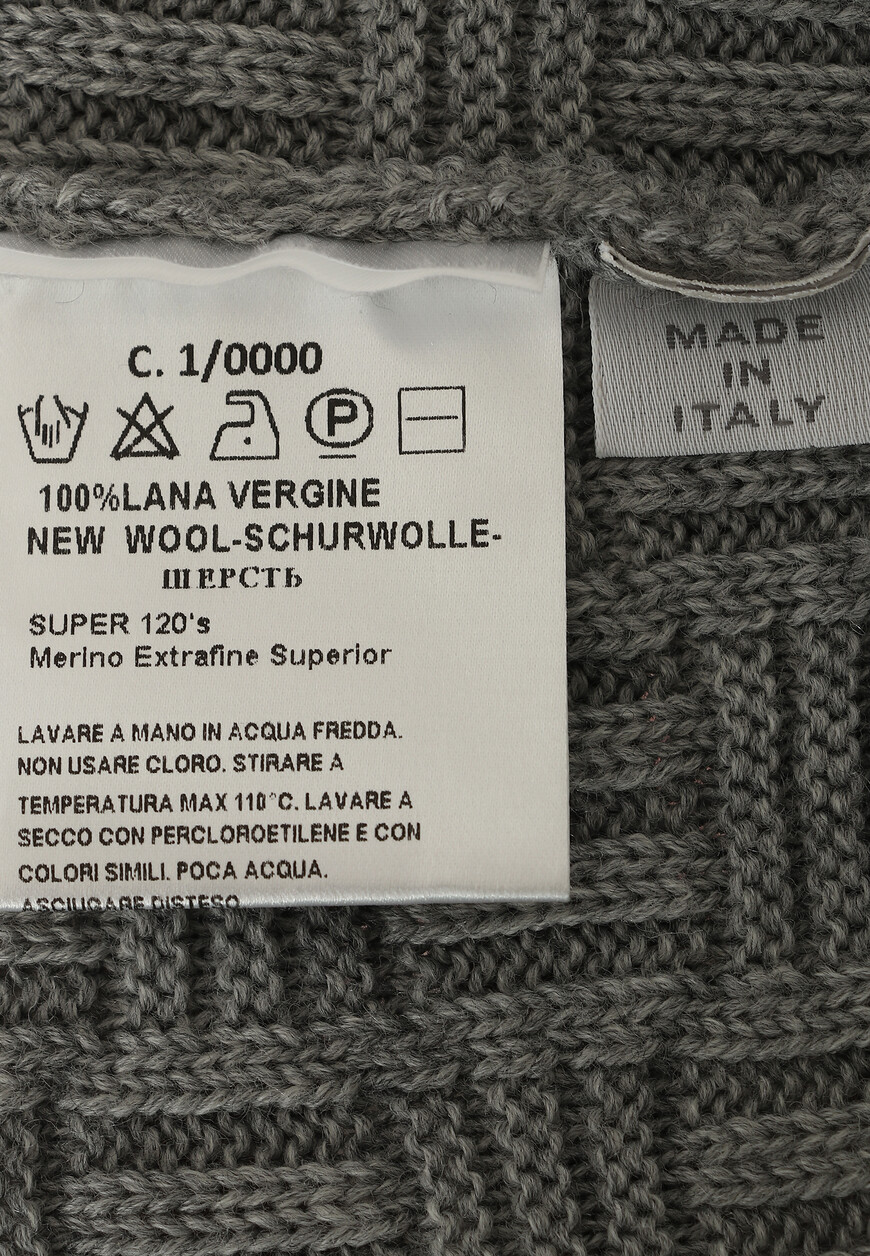 C. 1/0000
P
100%LANA VERGINE
NEW WOOL-SCHURWOLLE-
ШЕРСТЬ
SUPER 120's
Merino Extrafine Superior
LAVARE A MANO IN ACQUA FREDDA.
NON USARE CLORO. STIRARE A
TEMPERATURA MAX 110°C. LAVARE A
SECCO CON PERCLOROETILENE E CON
COLORI SIMILI. POCA ACQUA.
ASCIUGARE DISTESO
MADE
IN
ITALY